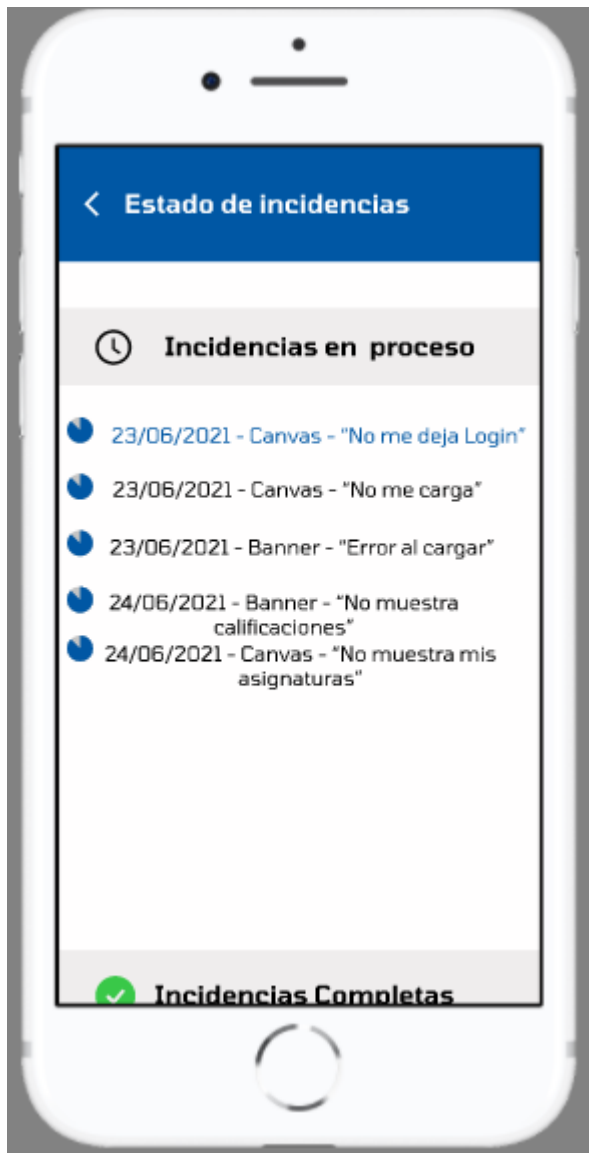 Estado de incidencias
Incidencias en proceso
23/06/2021 - Canvas - “No me deja Login”
23/06/2021 - Canvas - “No me carga”
23/06/2021 - Banner - “Error al cargar”
24/06/2021 - Banner - “No muestra
calificaciones”
24/06/2021 - Canvas - “No muestra mis
asignaturas”
Incidencias Completas